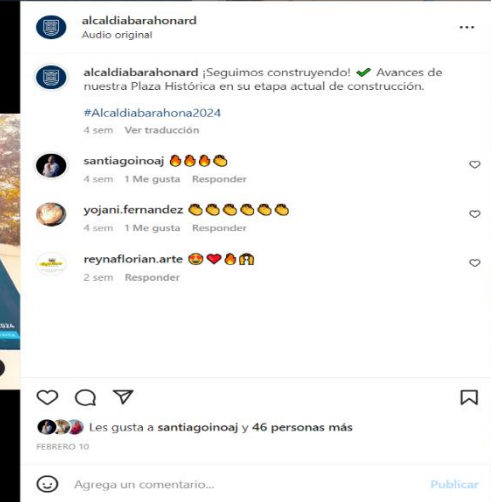 alcaldiabarahonard
Audio original
alcaldiabarahonard ¡Seguimos construyendo! ✔ Avances de
nuestra Plaza Histórica en su etapa actual de construcción.
#Alcaldiabarahona2024
4 sem Ver traducción
santiagoinoaj 🔥🔥🔥👏
4 sem 1 Me gusta Responder
yojani.fernandez 👏👏👏👏👏👏
4 sem 1 Me gusta Responder
reynaflorian.arte 😍❤️🔥🙌
2 sem Responder
Les gusta a santiagoinoaj y 46 personas más
FEBRERO 10
Agrega un comentario... Publicar